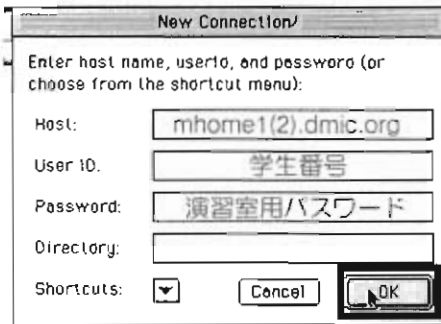 New Connection
Enter host name, userid, and password (or
choose from the shortcut menu):
Host: mhome1(2).dmic.org
User ID. 学生番号
Password: 演習室用パスワード
Directory:
Shortcuts: Cancel OK